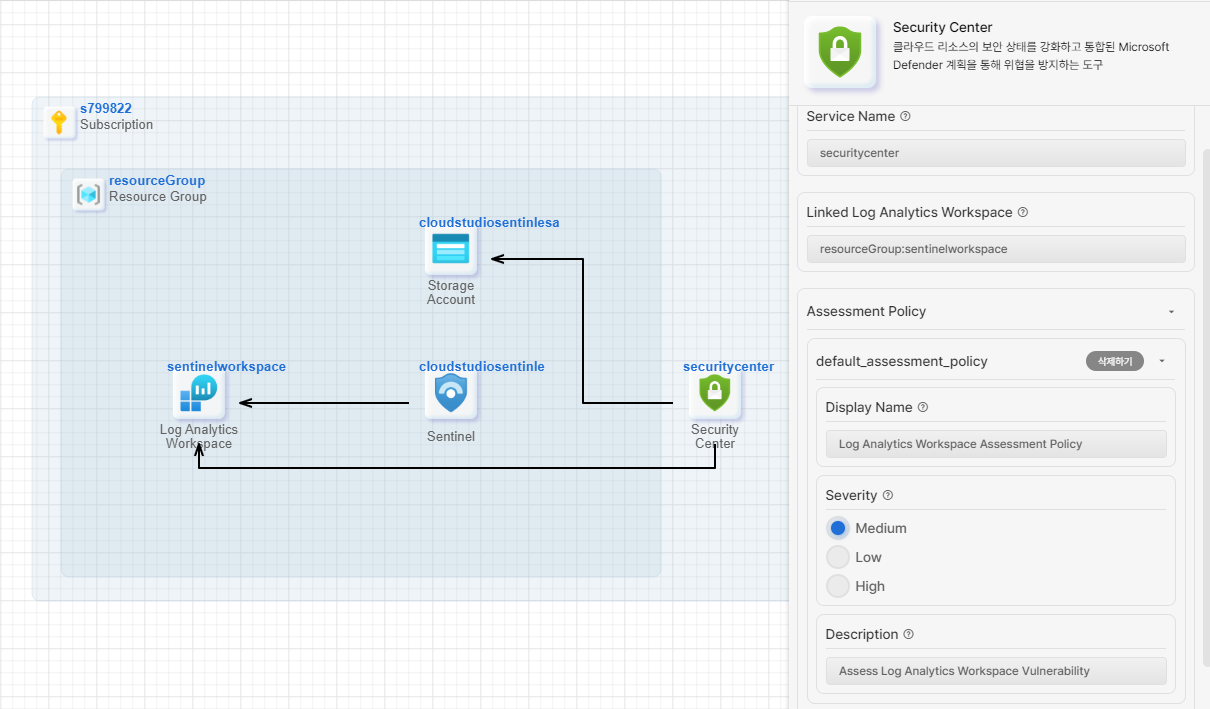 s799822
Subscription
resourceGroup
Resource Group
cloudstudiosentinlesa
Storage
Account
sentinelworkspace
Log Analytics
Workspace
cloudstudiosentinle
Sentinel
securitycenter
Security
Center
Security Center
클라우드 리소스의 보안 상태를 강화하고 통합된 Microsoft
Defender 계획을 통해 위협을 방지하는 도구
Service Name
securitycenter
Linked Log Analytics Workspace
resourceGroup:sentinelworkspace
Assessment Policy
default_assessment_policy
삭제하기
Display Name
Log Analytics Workspace Assessment Policy
Severity
Medium
Low
High
Description
Assess Log Analytics Workspace Vulnerability